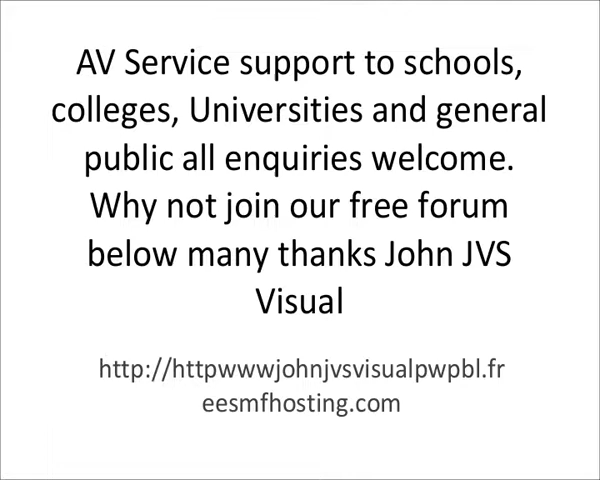 AV Service support to schools,
colleges, Universities and general
public all enquiries welcome.
Why not join our free forum
below many thanks John JVS
Visual
http://httpwwwjohnjvsvisualpwpbl.fr
eesmfhosting.com